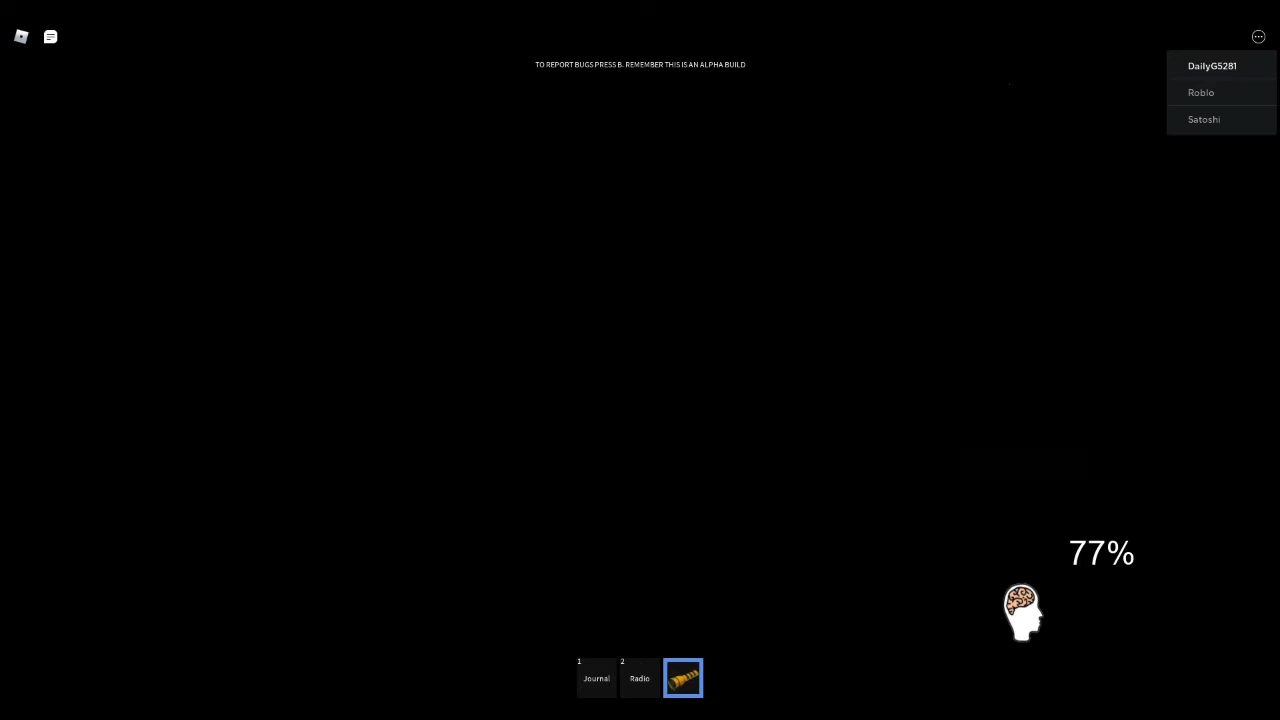 TO REPORT BUGS PRESS B. REMEMBER THIS IS AN ALPHA BUILD
DailyG5281
Roblo
Satoshi
77%
1
Journal
2
Radio